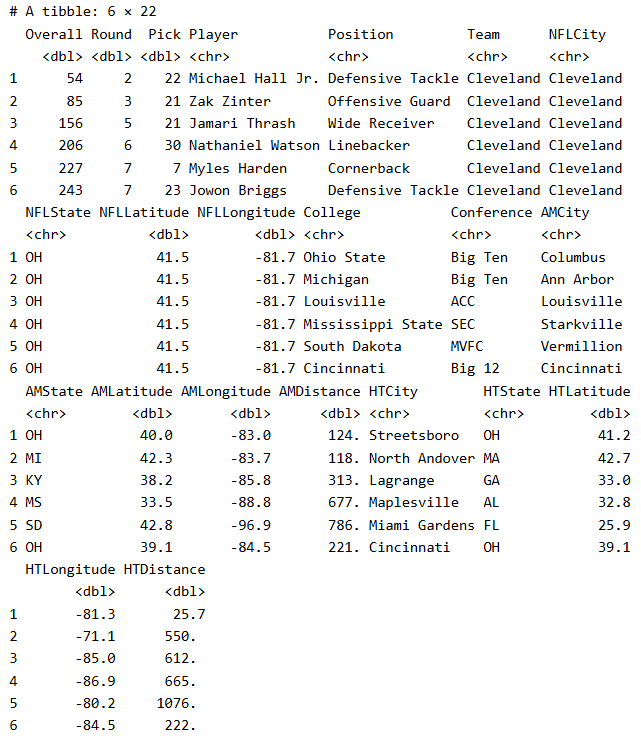 # A tibble: 6 × 22
  Overall Round  Pick Player          Position         Team      NFLCity
    <dbl> <dbl> <dbl> <chr>           <chr>            <chr>     <chr>
1      54     2    22 Michael Hall Jr. Defensive Tackle Cleveland Cleveland
2      85     3    21 Zak Zinter       Offensive Guard  Cleveland Cleveland
3     156     5    21 Jamari Thrash    Wide Receiver    Cleveland Cleveland
4     206     6    30 Nathaniel Watson Linebacker       Cleveland Cleveland
5     227     7     7 Myles Harden     Cornerback       Cleveland Cleveland
6     243     7    23 Jowon Briggs     Defensive Tackle Cleveland Cleveland
  NFLState NFLLatitude NFLLongitude College           Conference AMCity
  <chr>          <dbl>        <dbl> <chr>             <chr>      <chr>
1 OH              41.5        -81.7 Ohio State        Big Ten    Columbus
2 OH              41.5        -81.7 Michigan          Big Ten    Ann Arbor
3 OH              41.5        -81.7 Louisville        ACC        Louisville
4 OH              41.5        -81.7 Mississippi State SEC        Starkville
5 OH              41.5        -81.7 South Dakota      MVFC       Vermillion
6 OH              41.5        -81.7 Cincinnati        Big 12     Cincinnati
  AMState AMLatitude AMLongitude AMDistance HTCity        HTState HTLatitude
  <chr>        <dbl>       <dbl>      <dbl> <chr>         <chr>        <dbl>
1 OH            40.0       -83.0       124. Streetsboro   OH            41.2
2 MI            42.3       -83.7       118. North Andover MA            42.7
3 KY            38.2       -85.8       313. Lagrange      GA            33.0
4 MS            33.5       -88.8       677. Maplesville   AL            32.8
5 SD            42.8       -96.9       786. Miami Gardens FL            25.9
6 OH            39.1       -84.5       221. Cincinnati    OH            39.1
  HTLongitude HTDistance
        <dbl>      <dbl>
1       -81.3       25.7
2       -71.1      550.
3       -85.0      612.
4       -86.9      665.
5       -80.2     1076.
6       -84.5      222.